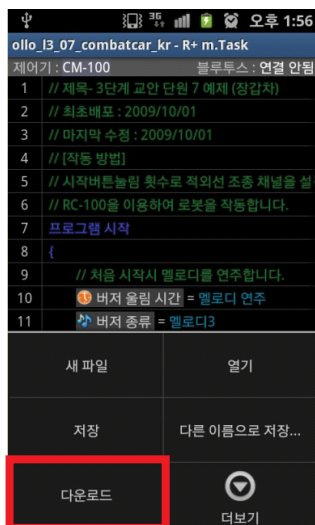 오후 1:56
ollo_l3_07_combatcar_kr - R+ m.Task
제어기 : CM-100 블루투스 : 연결 안됨
1 // 제목- 3단계 교안 단원 7 예제 (장갑차)
2 // 최초배포 : 2009/10/01
3 // 마지막 수정 : 2009/10/01
4 // [작동 방법]
5 // 시작버튼눌림 횟수로 적외선 조종 채널을 설
6 // RC-100을 이용하여 로봇을 작동합니다.
7 프로그램 시작
8 {
9 // 처음 시작시 멜로디를 연주합니다.
10 버저 울림 시간 = 멜로디 연주
11 버저 종류 = 멜로디3
새 파일 열기
저장 다른 이름으로 저장...
다운로드 더보기